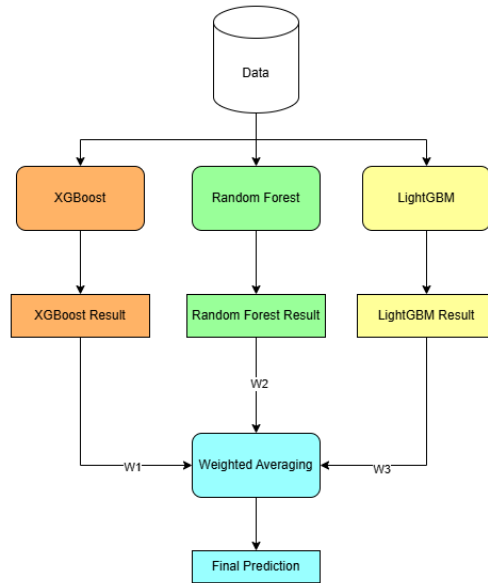 Data
XGBoost
Random Forest
LightGBM
XGBoost Result
Random Forest Result
LightGBM Result
W2
W1
Weighted Averaging
W3
Final Prediction